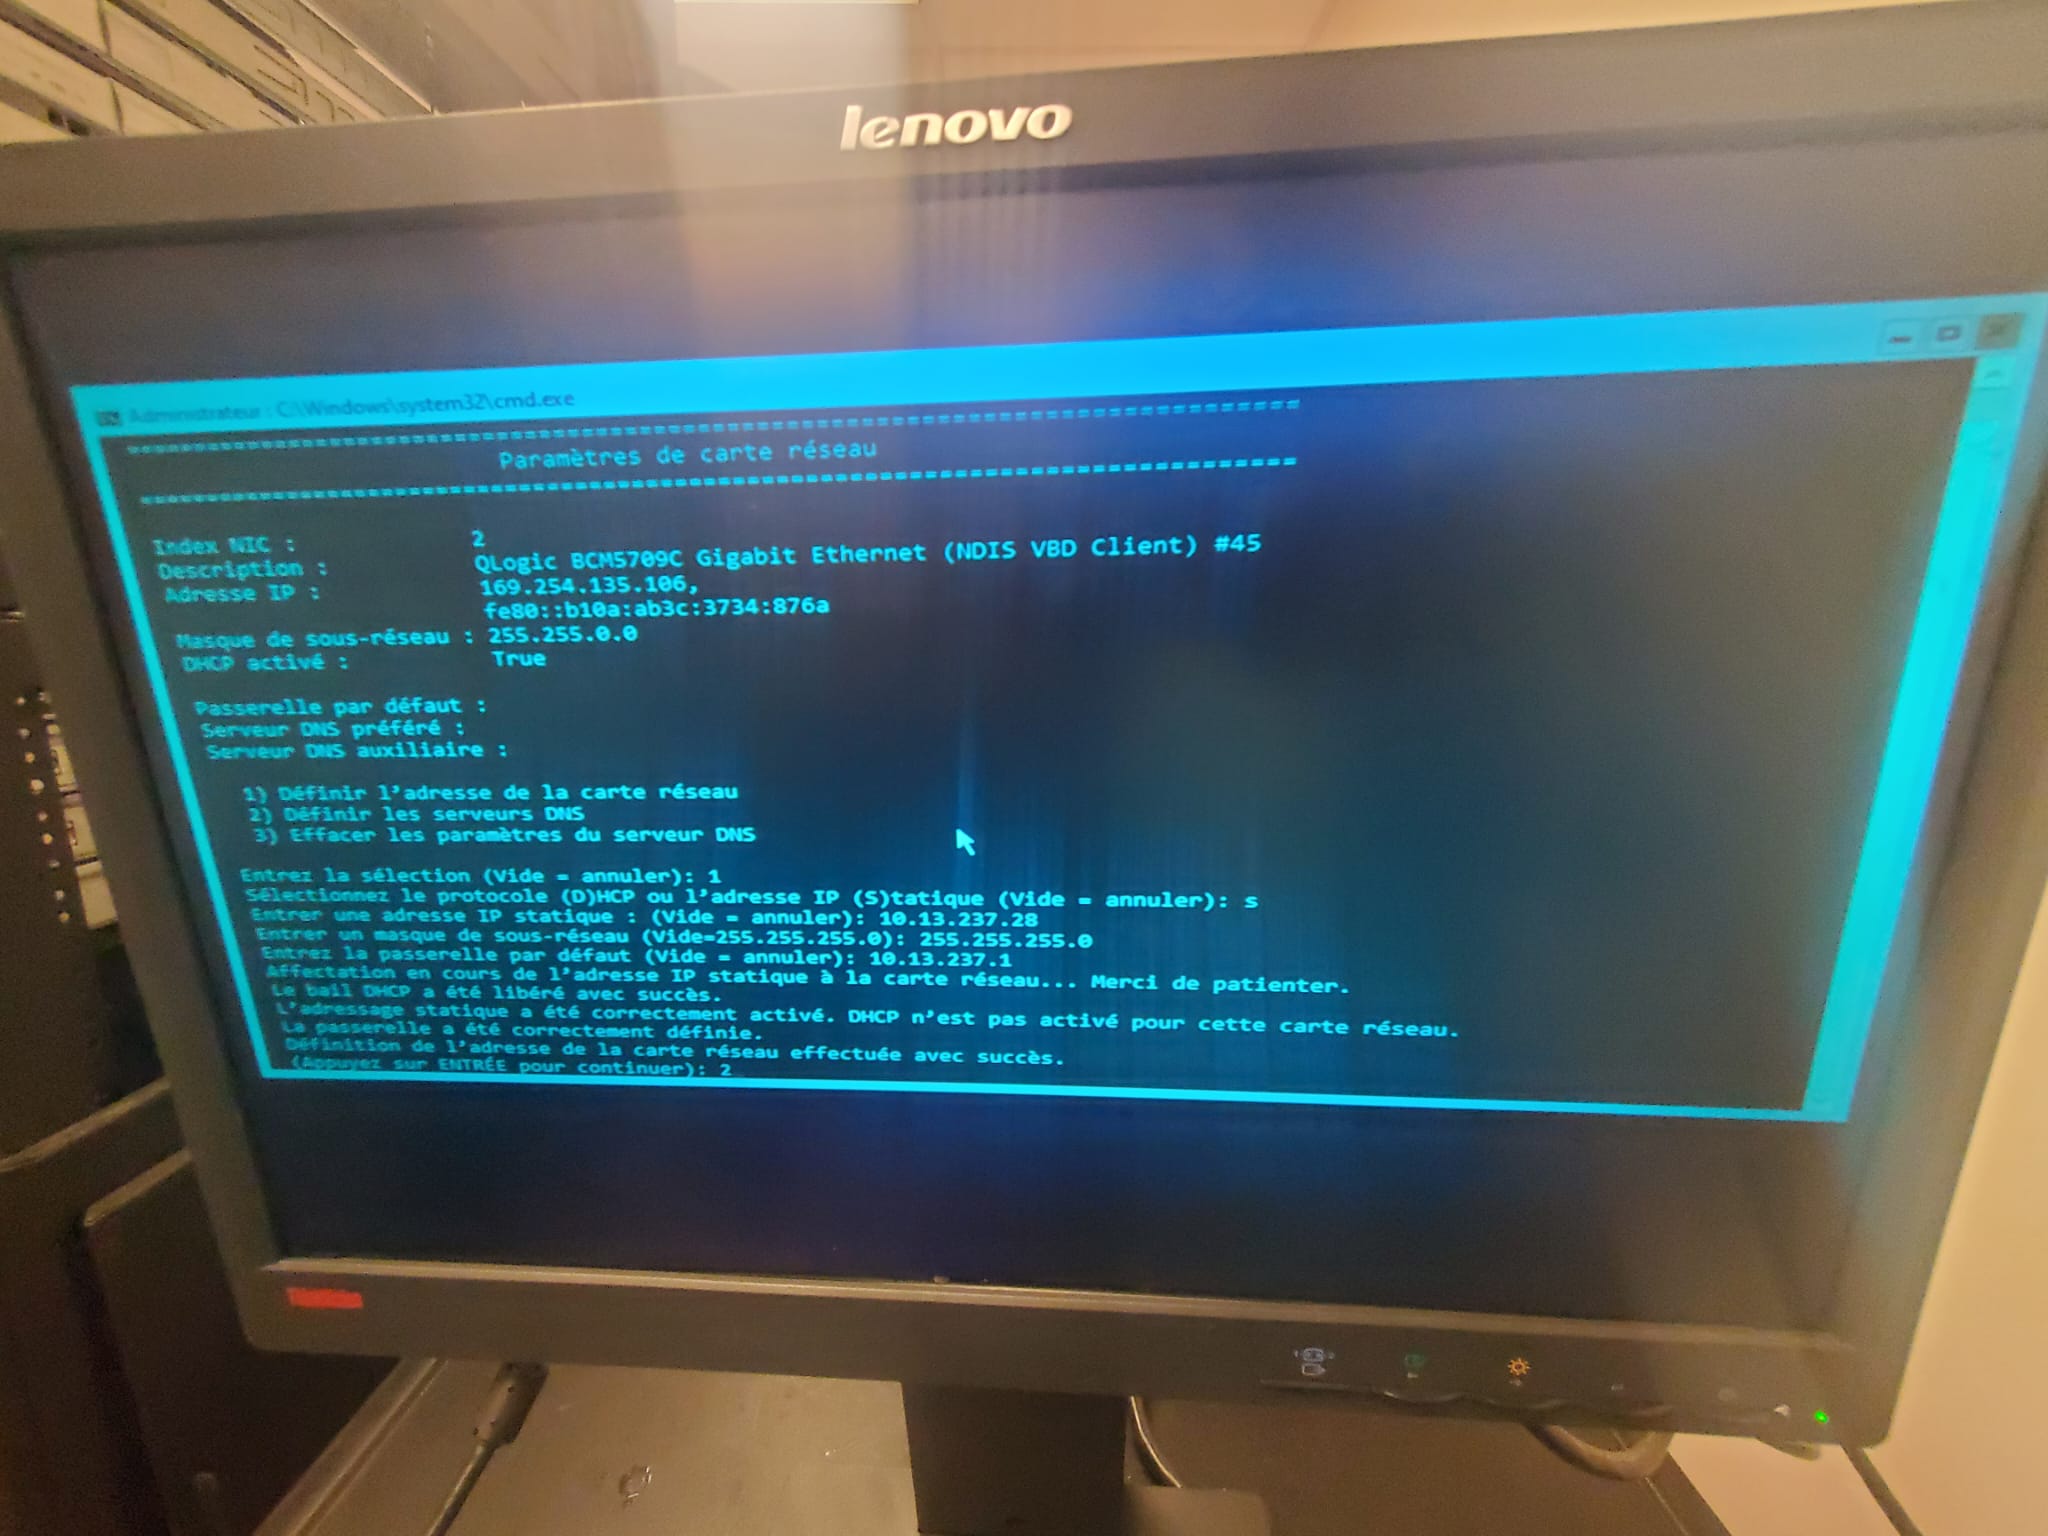 lenovo
Administrateur : C:\Windows\system32\cmd.exe
Paramètres de carte réseau
Index NIC : 2
Description : QLogic BCM5709C Gigabit Ethernet (NDIS VBD Client) #45
Adresse IP : 169.254.135.106,
fe80::b10a:ab3c:3734:876a
Masque de sous-réseau : 255.255.0.0
DHCP activé : True
Passerelle par défaut :
Serveur DNS préféré :
Serveur DNS auxiliaire :
1) Définir l'adresse de la carte réseau
2) Définir les serveurs DNS
3) Effacer les paramètres du serveur DNS
Entrez la sélection (Vide = annuler): 1
Sélectionnez le protocole (D)HCP ou l'adresse IP (S)tatique (Vide = annuler): s
Entrer une adresse IP statique : (Vide = annuler): 10.13.237.28
Entrer un masque de sous-réseau (Vide=255.255.255.0): 255.255.255.0
Entrez la passerelle par défaut (Vide = annuler): 10.13.237.1
Affectation en cours de l'adresse IP statique à la carte réseau... Merci de patienter.
Le bail DHCP a été libéré avec succès.
L'adressage statique a été correctement activé. DHCP n'est pas activé pour cette carte réseau.
La passerelle a été correctement définie.
Définition de l'adresse de la carte réseau effectuée avec succès.
(Appuyez sur ENTRÉE pour continuer): 2